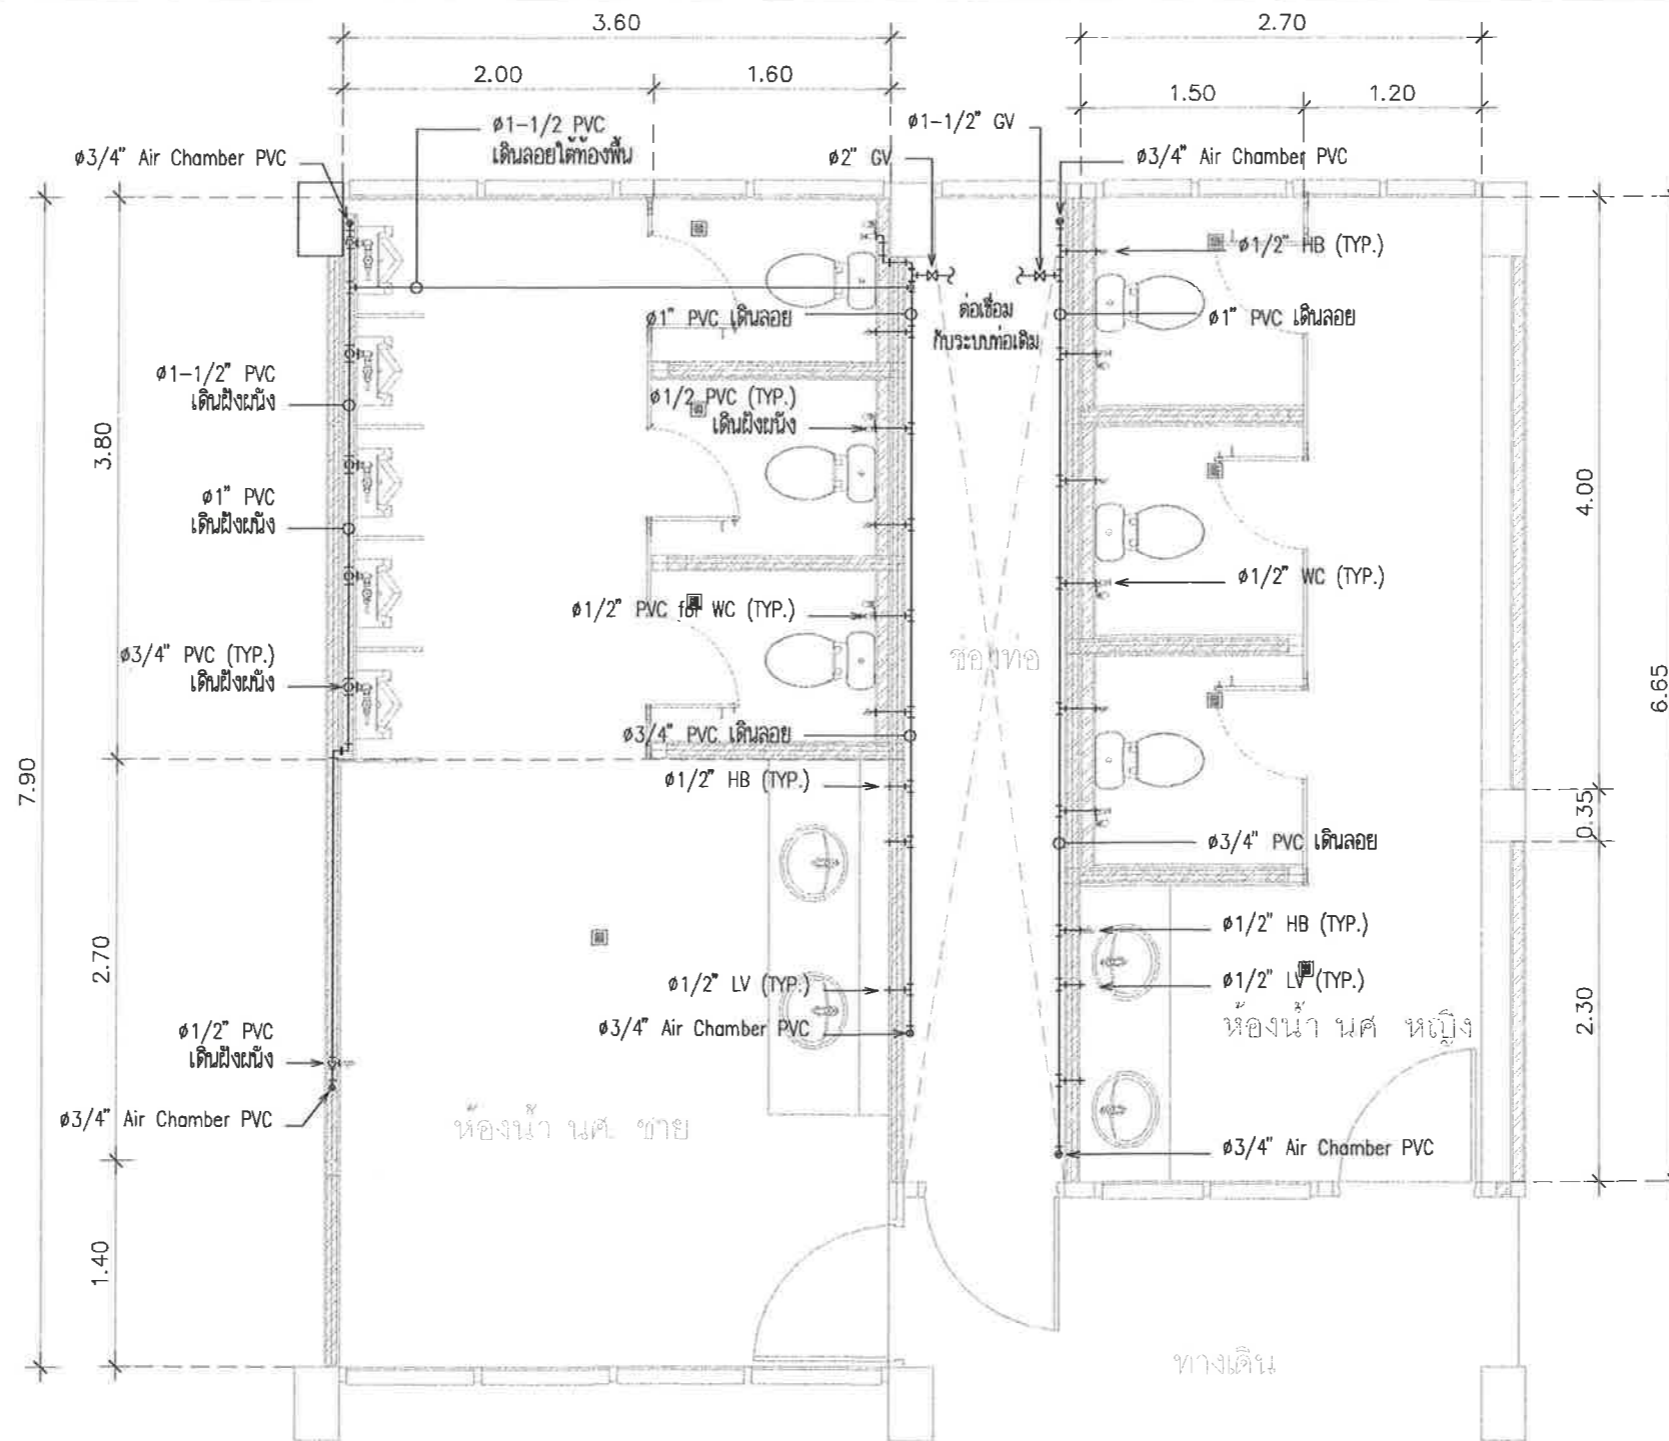 3.60
2.70
2.00
1.60
1.50
1.20
ø1-1/2 PVC
เดินลอยใต้ท้องพื้น
ø1-1/2" GV
ø3/4" Air Chamber PVC
ø2" GV
ø3/4" Air Chamber PVC
ø1/2" HB (TYP.)
ø1" PVC เดินลอย
ต่อเชื่อม
กับระบบท่อเดิม
ø1" PVC เดินลอย
ø1-1/2" PVC
เดินฝังผนัง
ø1/2 PVC (TYP.)
เดินฝังผนัง
3.80
ø1" PVC
เดินฝังผนัง
4.00
ø1/2" PVC for WC (TYP.)
ø1/2" WC (TYP.)
ช่องท่อ
ø3/4" PVC (TYP.)
เดินฝังผนัง
6.65
ø3/4" PVC เดินลอย
7.90
ø1/2" HB (TYP.)
0.35
ø3/4" PVC เดินลอย
2.70
ø1/2" HB (TYP.)
ø1/2" LV (TYP.)
ø1/2" LV (TYP.)
ห้องน้ำ นศ หญิง
2.30
ø3/4" Air Chamber PVC
ø1/2" PVC
เดินฝังผนัง
ø3/4" Air Chamber PVC
ห้องน้ำ นศ. ชาย
ø3/4" Air Chamber PVC
1.40
ทางเดิน